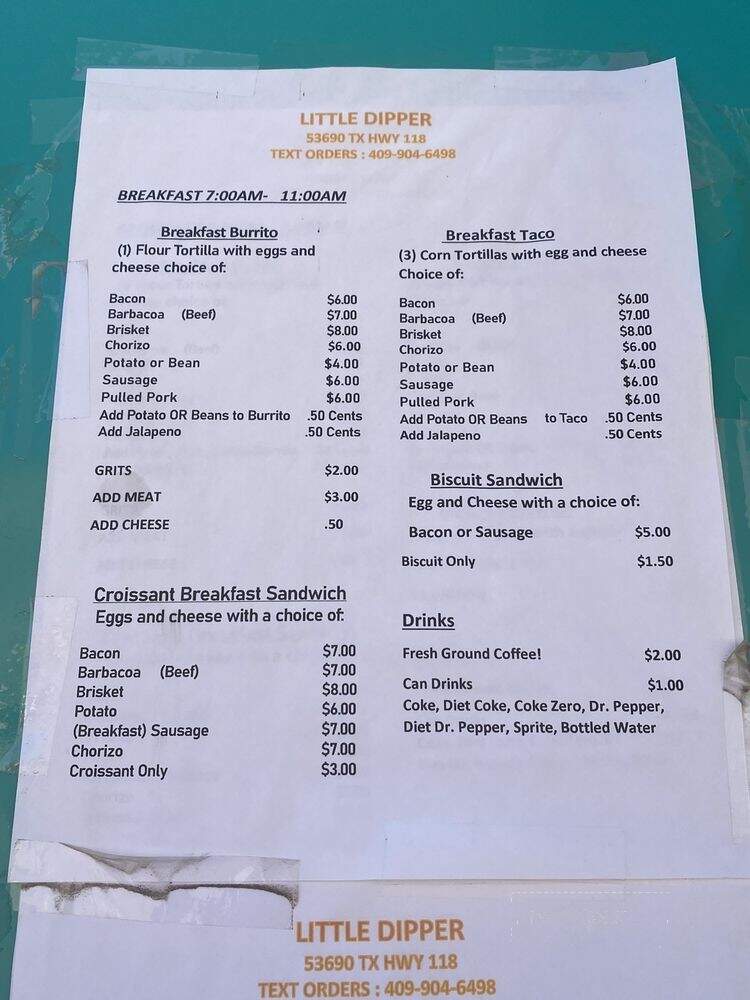 LITTLE DIPPER
53690 TX HWY 118
TEXT ORDERS : 409-904-6498
BREAKFAST 7:00AM- 11:00AM
Breakfast Burrito
(1) Flour Tortilla with eggs and
cheese choice of:
Bacon $6.00
Barbacoa (Beef) $7.00
Brisket $8.00
Chorizo $6.00
Potato or Bean $4.00
Sausage $6.00
Pulled Pork $6.00
Add Potato OR Beans to Burrito .50 Cents
Add Jalapeno .50 Cents
GRITS $2.00
ADD MEAT $3.00
ADD CHEESE .50
Croissant Breakfast Sandwich
Eggs and cheese with a choice of:
Bacon $7.00
Barbacoa (Beef) $7.00
Brisket $8.00
Potato $6.00
(Breakfast) Sausage $7.00
Chorizo $7.00
Croissant Only $3.00
Breakfast Taco
(3) Corn Tortillas with egg and cheese
Choice of:
Bacon $6.00
Barbacoa (Beef) $7.00
Brisket $8.00
Chorizo $6.00
Potato or Bean $4.00
Sausage $6.00
Pulled Pork $6.00
Add Potato OR Beans to Taco .50 Cents
Add Jalapeno .50 Cents
Biscuit Sandwich
Egg and Cheese with a choice of:
Bacon or Sausage $5.00
Biscuit Only $1.50
Drinks
Fresh Ground Coffee! $2.00
Can Drinks $1.00
Coke, Diet Coke, Coke Zero, Dr. Pepper,
Diet Dr. Pepper, Sprite, Bottled Water
LITTLE DIPPER
53690 TX HWY 118
TEXT ORDERS : 409-904-6498